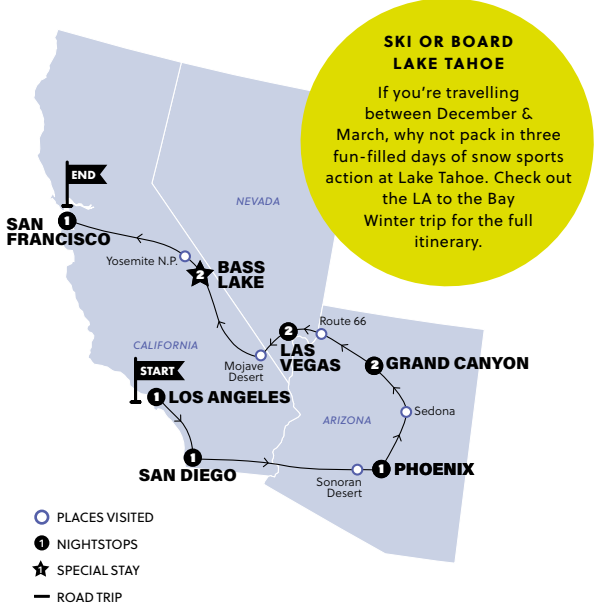 SKI OR BOARD
LAKE TAHOE
If you're travelling
between December &
March, why not pack in three
fun-filled days of snow sports
action at Lake Tahoe. Check out
the LA to the Bay
Winter trip for the full
itinerary.
END
1
SAN
FRANCISCO
NEVADA
Yosemite N.P.
2
BASS
LAKE
Route 66
2
LAS
VEGAS
CALIFORNIA
Mojave
Desert
2
GRAND CANYON
START
1
LOS ANGELES
Sedona
ARIZONA
1
SAN DIEGO
Sonoran
Desert
1
PHOENIX
PLACES VISITED
1
NIGHTSTOPS
1
SPECIAL STAY
ROAD TRIP